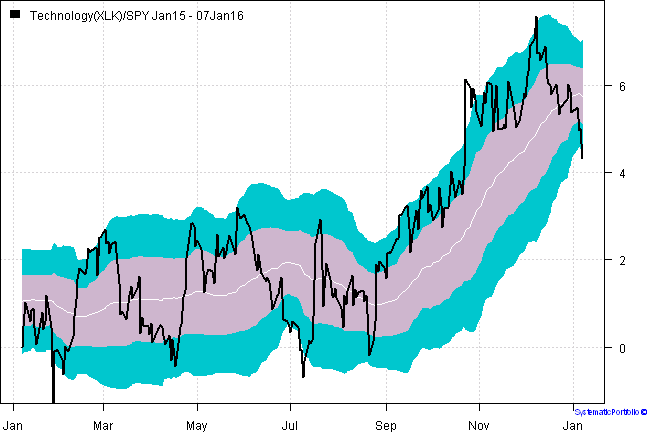 Technology(XLK)/SPY Jan15 - 07Jan16
6
4
2
0
Jan Mar May Jul Sep Nov Jan
SystematicPortfolio ©